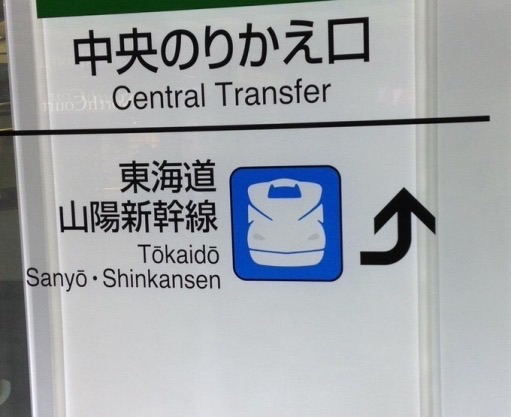 中央のりかえ口
Central Transfer
東海道
山陽新幹線
Tōkaidō
Sanyō・Shinkansen